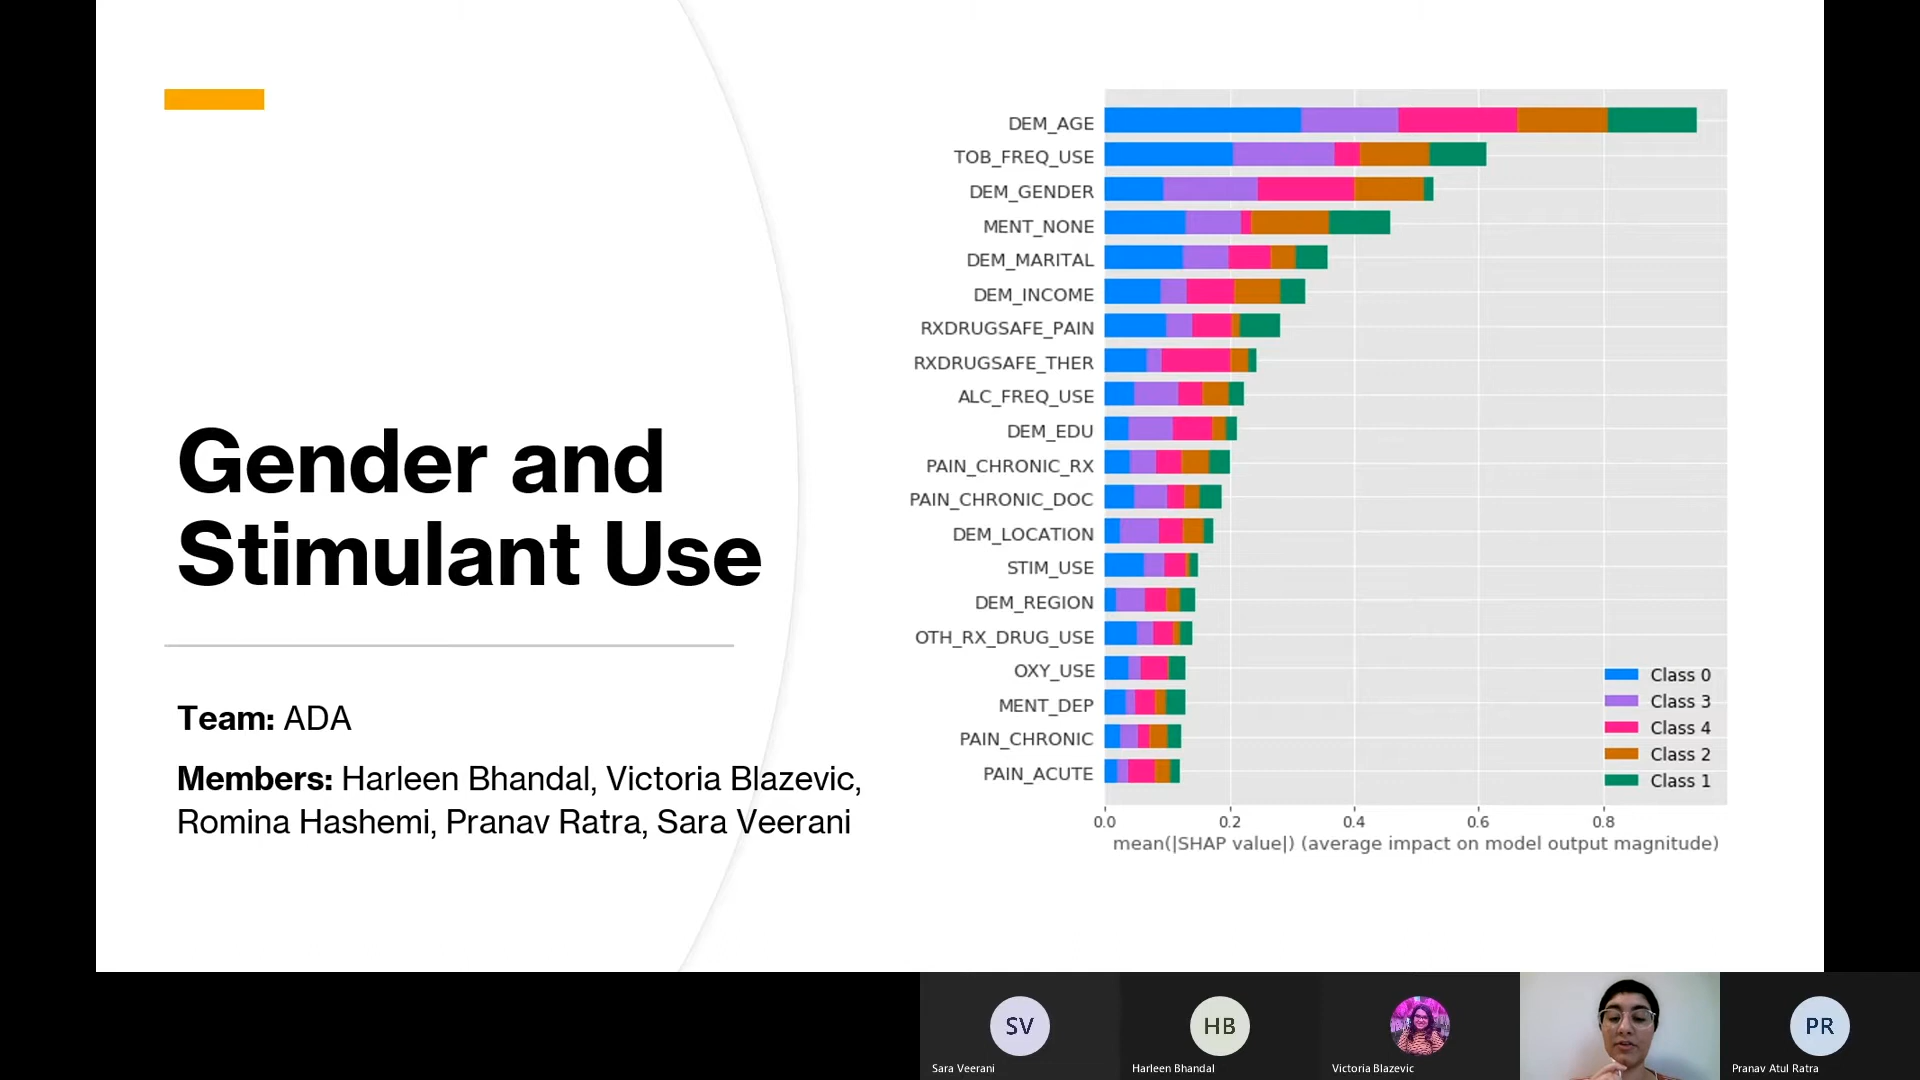 Gender and
Stimulant Use
Team: ADA
Members: Harleen Bhandal, Victoria Blazevic,
Romina Hashemi, Pranav Ratra, Sara Veerani
DEM_AGE
TOB_FREQ_USE
DEM_GENDER
MENT_NONE
DEM_MARITAL
DEM_INCOME
RXDRUGSAFE_PAIN
RXDRUGSAFE_THER
ALC_FREQ_USE
DEM_EDU
PAIN_CHRONIC_RX
PAIN_CHRONIC_DOC
DEM_LOCATION
STIM_USE
DEM_REGION
OTH_RX_DRUG_USE
OXY_USE
MENT_DEP
PAIN_CHRONIC
PAIN_ACUTE
Class 0
Class 3
Class 4
Class 2
Class 1
0.0 0.2 0.4 0.6 0.8
mean(|SHAP value|) (average impact on model output magnitude)
SV HB PR
Sara Veerani Harleen Bhandal Victoria Blazevic Pranav Atul Ratra